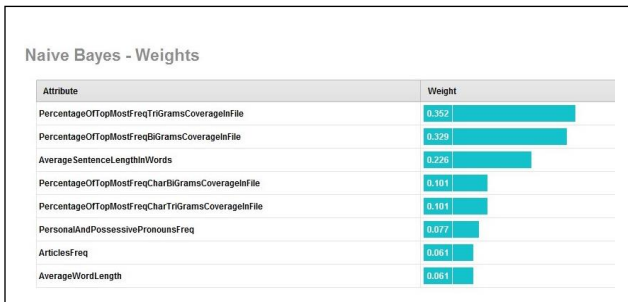 Naive Bayes - Weights
Attribute Weight
PercentageOfTopMostFreqTriGramsCoverageInFile 0.352
PercentageOfTopMostFreqBiGramsCoverageInFile 0.329
AverageSentenceLengthInWords 0.226
PercentageOfTopMostFreqCharBiGramsCoverageInFile 0.101
PercentageOfTopMostFreqCharTriGramsCoverageInFile 0.101
PersonalAndPossessivePronounsFreq 0.077
ArticlesFreq 0.061
AverageWordLength 0.061